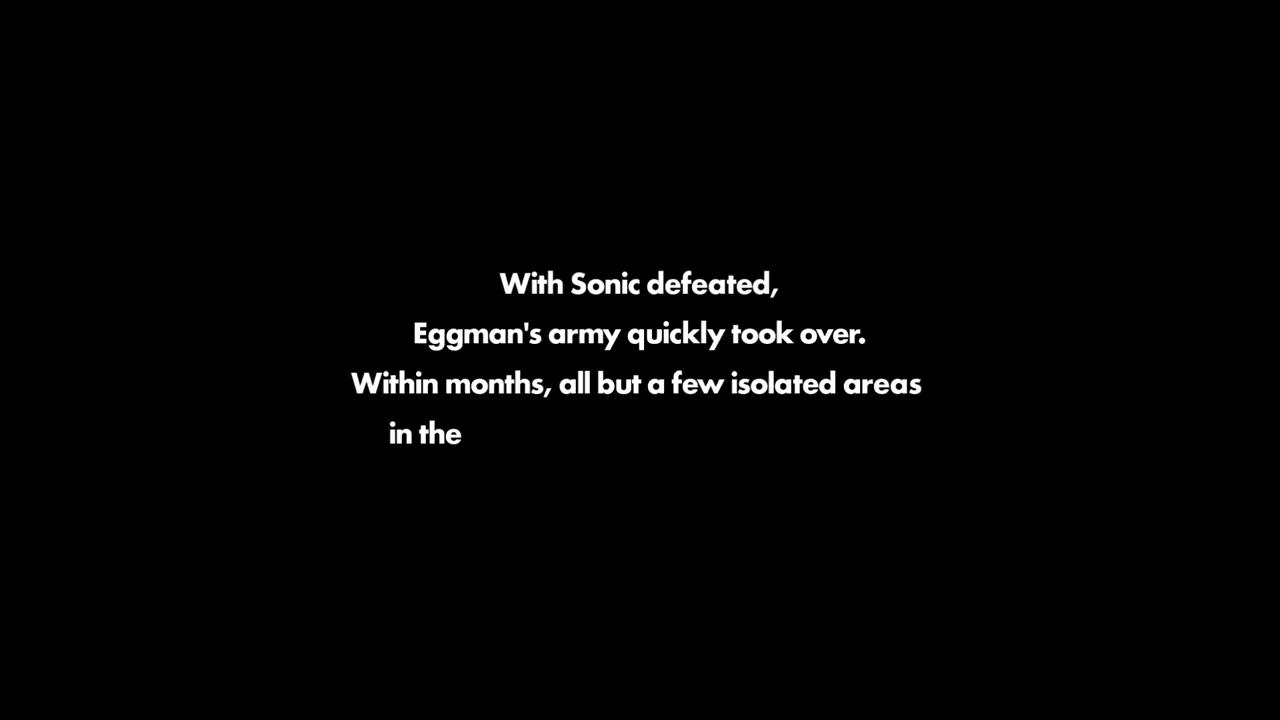 With Sonic defeated,
Eggman's army quickly took over.
Within months, all but a few isolated areas
in the